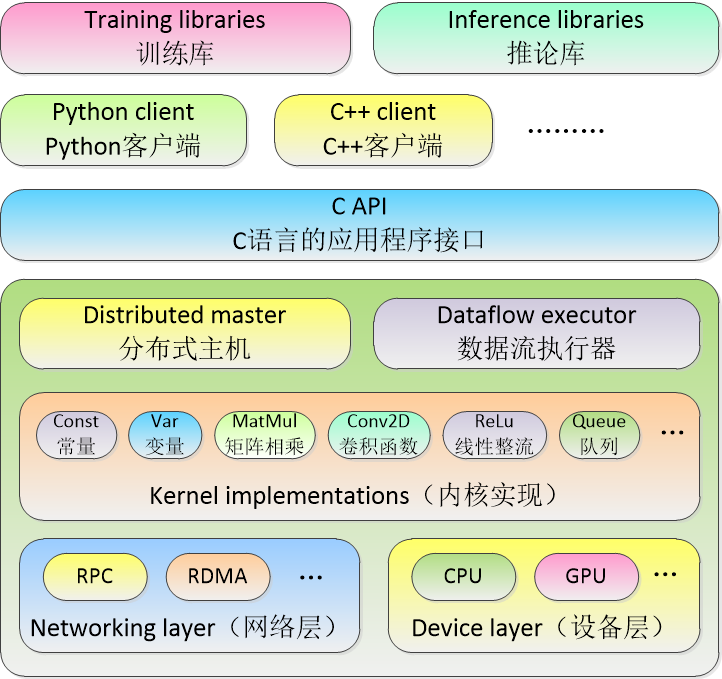 Training libraries
训练库
Inference libraries
推论库
Python client
Python客户端
C++ client
C++客户端
………
C API
C语言的应用程序接口
Distributed master
分布式主机
Dataflow executor
数据流执行器
Const
常量
Var
变量
MatMul
矩阵相乘
Conv2D
卷积函数
ReLu
线性整流
Queue
队列
…
Kernel implementations（内核实现）
RPC
RDMA
…
Networking layer（网络层）
CPU
GPU
…
Device layer（设备层）